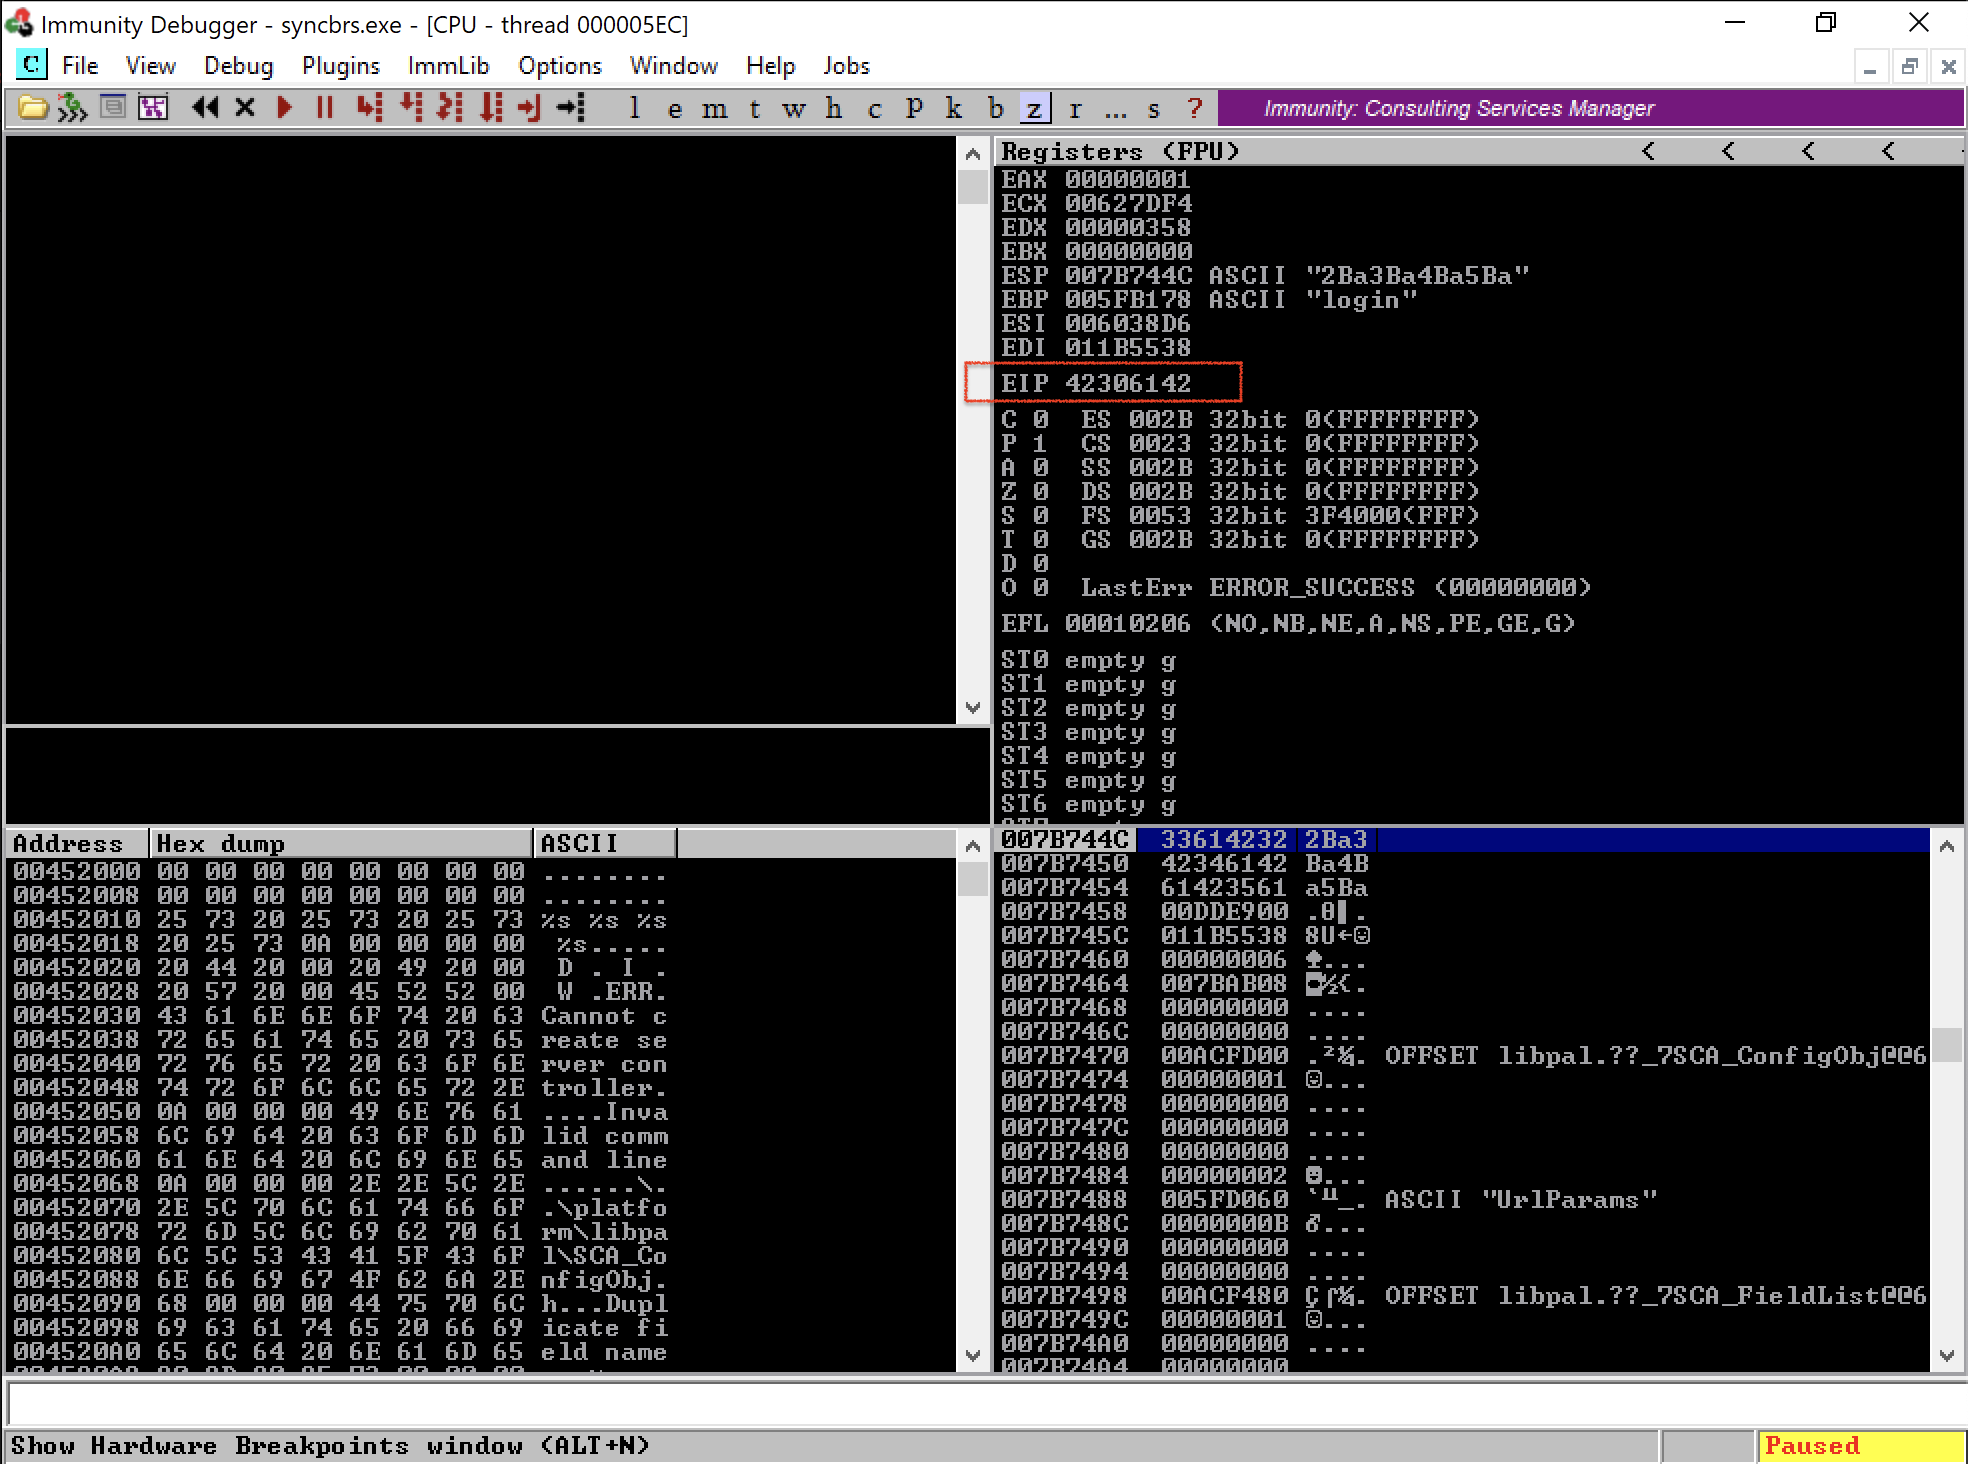 Immunity Debugger - syncbrs.exe - [CPU - thread 000005EC]
C File View Debug Plugins ImmLib Options Window Help Jobs
l e m t w h c P k b z r ... s ? Immunity: Consulting Services Manager
Registers (FPU) < < < <
EAX 00000001
ECX 00627DF4
EDX 00000358
EBX 00000000
ESP 007B744C ASCII "2Ba3Ba4Ba5Ba"
EBP 005FB178 ASCII "login"
ESI 006038D6
EDI 011B5538
EIP 42306142
C 0 ES 002B 32bit 0(FFFFFFFF)
P 1 CS 0023 32bit 0(FFFFFFFF)
A 0 SS 002B 32bit 0(FFFFFFFF)
Z 0 DS 002B 32bit 0(FFFFFFFF)
S 0 FS 0053 32bit 3F4000(FFF)
T 0 GS 002B 32bit 0(FFFFFFFF)
D 0
O 0 LastErr ERROR_SUCCESS (00000000)
EFL 00010206 (NO,NB,NE,A,NS,PE,GE,G)
ST0 empty g
ST1 empty g
ST2 empty g
ST3 empty g
ST4 empty g
ST5 empty g
ST6 empty g
Address Hex dump ASCII
00452000 00 00 00 00 00 00 00 00 ........
00452008 00 00 00 00 00 00 00 00 ........
00452010 25 73 20 25 73 20 25 73 %s %s %s
00452018 20 25 73 0A 00 00 00 00 %s.....
00452020 20 44 20 00 20 49 20 00 D . I .
00452028 20 57 20 00 45 52 52 00 W .ERR.
00452030 43 61 6E 6E 6F 74 20 63 Cannot c
00452038 72 65 61 74 65 20 73 65 reate se
00452040 72 76 65 72 20 63 6F 6E rver con
00452048 74 72 6F 6C 6C 65 72 2E troller.
00452050 0A 00 00 00 49 6E 76 61 ....Inva
00452058 6C 69 64 20 63 6F 6D 6D lid comm
00452060 61 6E 64 20 6C 69 6E 65 and line
00452068 0A 00 00 00 2E 2E 5C 2E ......\.
00452070 2E 5C 70 6C 61 74 66 6F .\platfo
00452078 72 6D 5C 6C 69 62 70 61 rm\libpa
00452080 6C 5C 53 43 41 5F 43 6F l\SCA_Co
00452088 6E 66 69 67 4F 62 6A 2E nfigObj.
00452090 68 00 00 00 44 75 70 6C h...Dupl
00452098 69 63 61 74 65 20 66 69 icate fi
004520A0 65 6C 64 20 6E 61 6D 65 eld name
007B744C 33614232 2Ba3
007B7450 42346142 Ba4B
007B7454 61423561 a5Ba
007B7458 00DDE900 .θ▌.
007B745C 011B5538 8U←☺
007B7460 00000006 ♠...
007B7464 007BAB08 ◘½{.
007B7468 00000000 ....
007B746C 00000000 ....
007B7470 00ACFD00 .²¼. OFFSET libpal.??_7SCA_ConfigObj@@6
007B7474 00000001 ☺...
007B7478 00000000 ....
007B747C 00000000 ....
007B7480 00000000 ....
007B7484 00000002 ☻...
007B7488 005FD060 `╨_. ASCII "UrlParams"
007B748C 0000000B ♂...
007B7490 00000000 ....
007B7494 00000000 ....
007B7498 00ACF480 Ç⌠¼. OFFSET libpal.??_7SCA_FieldList@@6
007B749C 00000001 ☺...
007B74A0 00000000 ....
007B74A4 00000000
Show Hardware Breakpoints window (ALT+N)
Paused